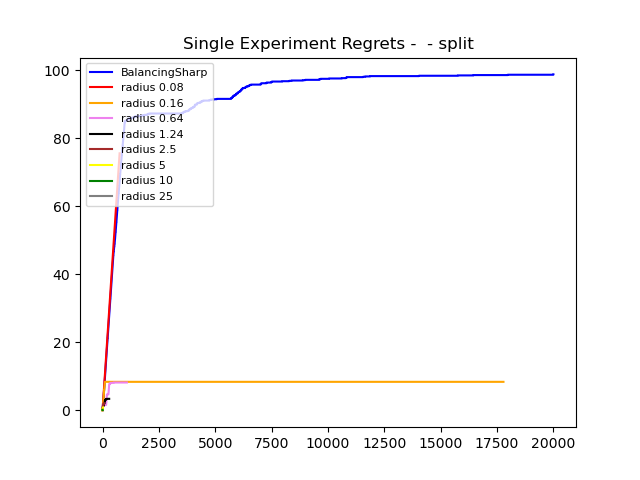 Single Experiment Regrets -  - split
100
80
60
40
20
0
BalancingSharp
radius 0.08
radius 0.16
radius 0.64
radius 1.24
radius 2.5
radius 5
radius 10
radius 25
0 2500 5000 7500 10000 12500 15000 17500 20000